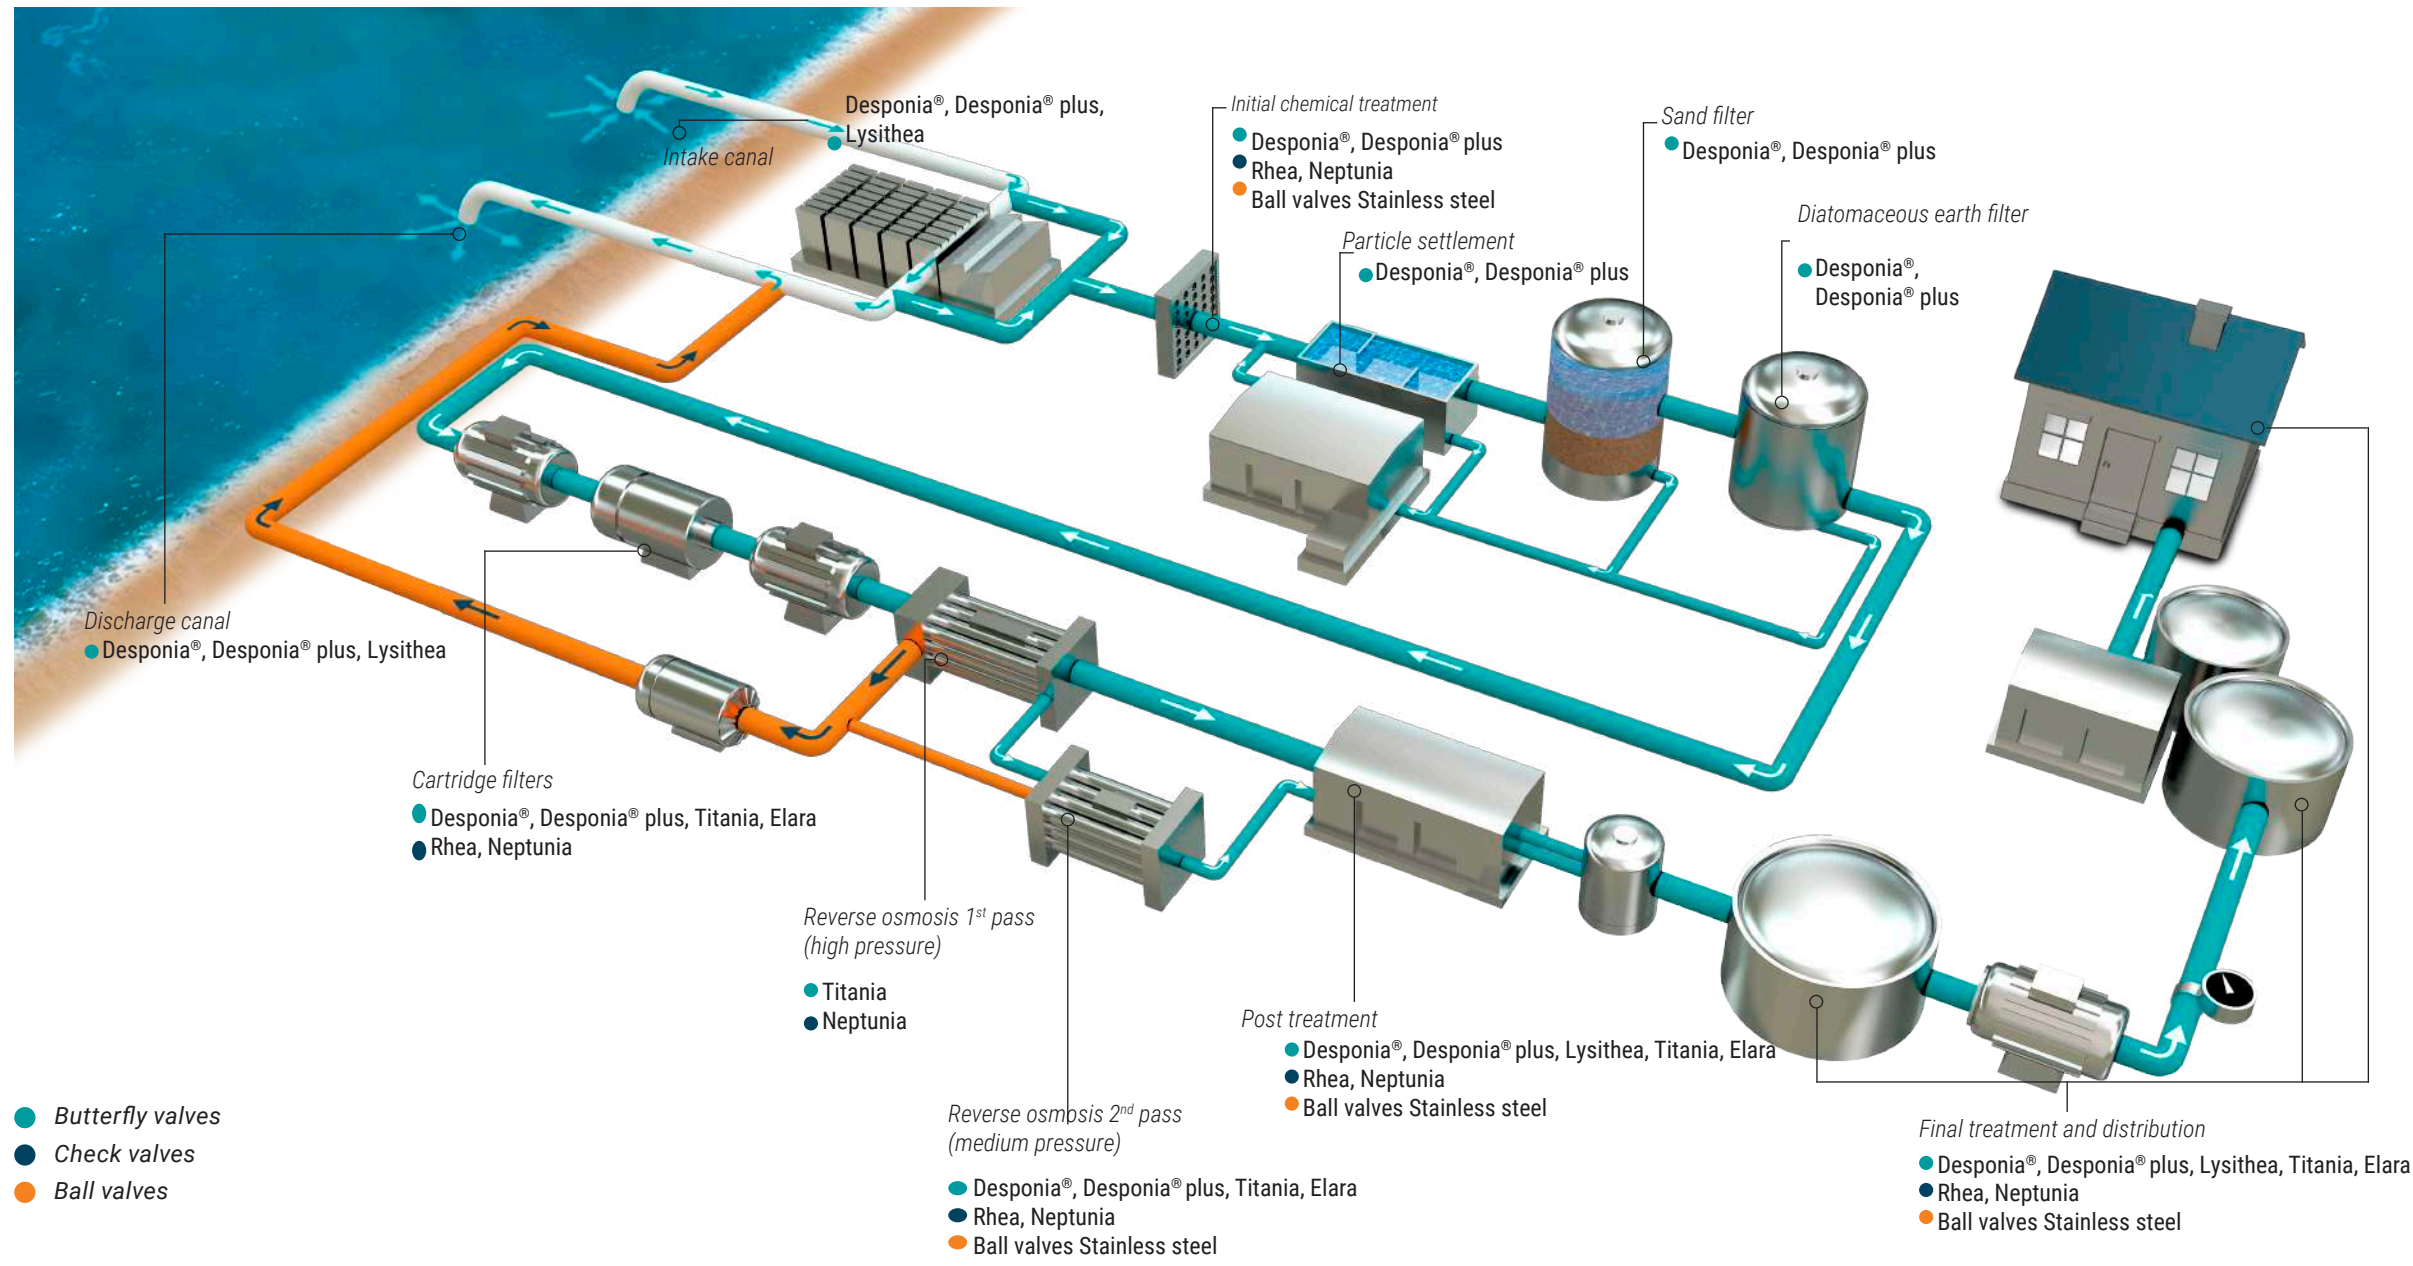 Desponia®, Desponia® plus,
Lysithea
Intake canal
Initial chemical treatment
Desponia®, Desponia® plus
Rhea, Neptunia
Ball valves Stainless steel
Sand filter
Desponia®, Desponia® plus
Particle settlement
Desponia®, Desponia® plus
Diatomaceous earth filter
Desponia®,
Desponia® plus
Discharge canal
Desponia®, Desponia® plus, Lysithea
Cartridge filters
Desponia®, Desponia® plus, Titania, Elara
Rhea, Neptunia
Reverse osmosis 1st pass
(high pressure)
Titania
Neptunia
Reverse osmosis 2nd pass
(medium pressure)
Desponia®, Desponia® plus, Titania, Elara
Rhea, Neptunia
Ball valves Stainless steel
Post treatment
Desponia®, Desponia® plus, Lysithea, Titania, Elara
Rhea, Neptunia
Ball valves Stainless steel
Final treatment and distribution
Desponia®, Desponia® plus, Lysithea, Titania, Elara
Rhea, Neptunia
Ball valves Stainless steel
Butterfly valves
Check valves
Ball valves